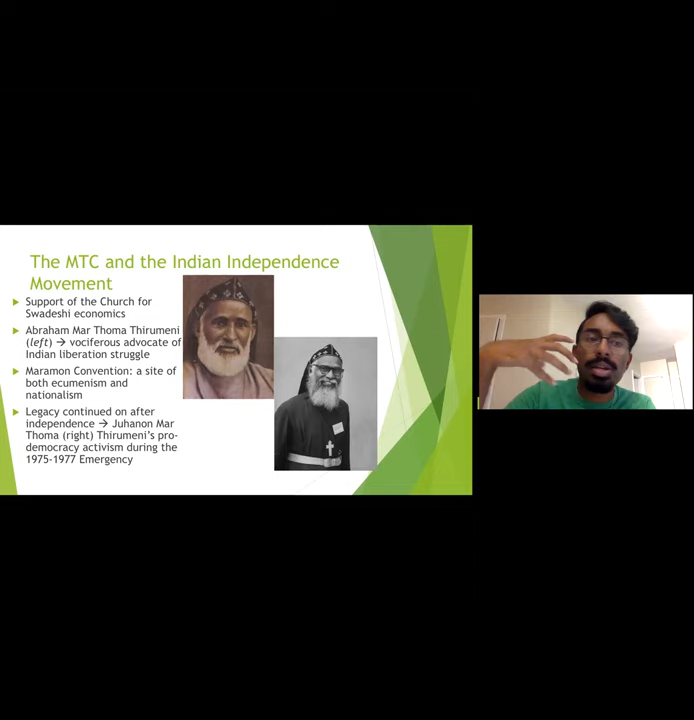 The MTC and the Indian Independence
Movement
Support of the Church for
Swadeshi economics
Abraham Mar Thoma Thirumeni
(left) → vociferous advocate of
Indian liberation struggle
Maramon Convention: a site of
both ecumenism and
nationalism
Legacy continued on after
independence → Juhanon Mar
Thoma (right) Thirumeni's pro-
democracy activism during the
1975-1977 Emergency